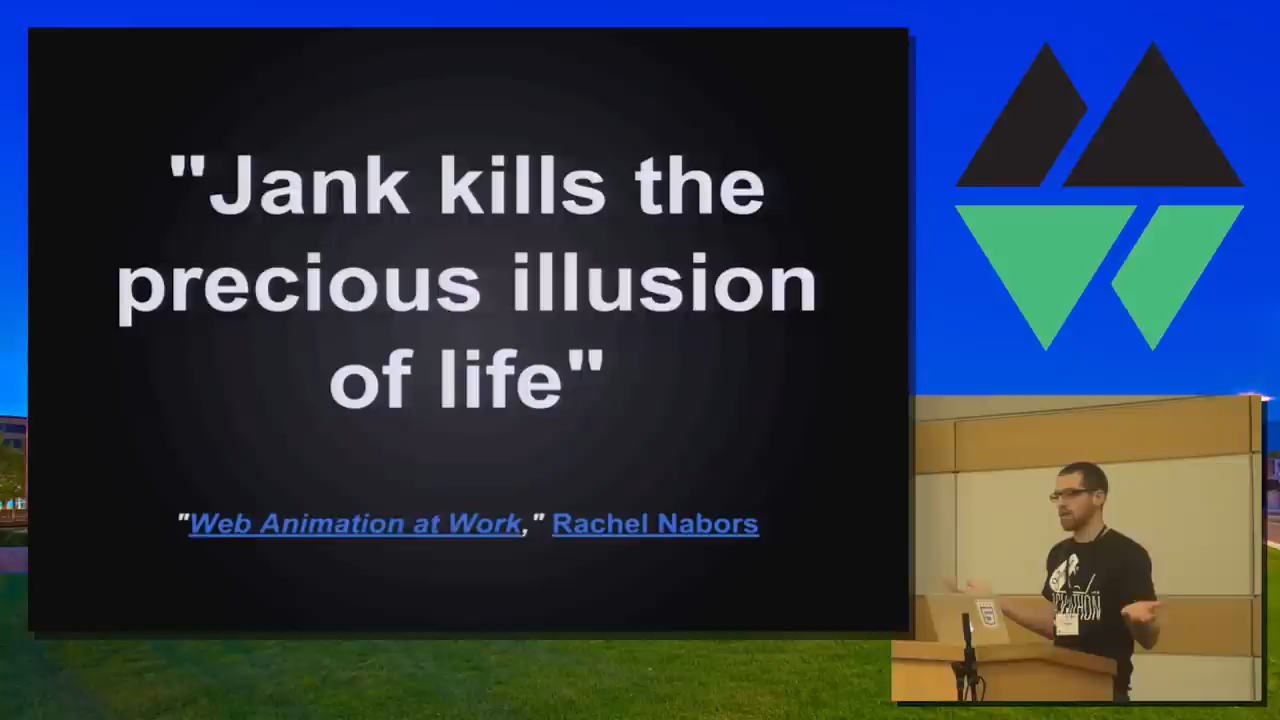 "Jank kills the
precious illusion
of life"
"Web Animation at Work," Rachel Nabors